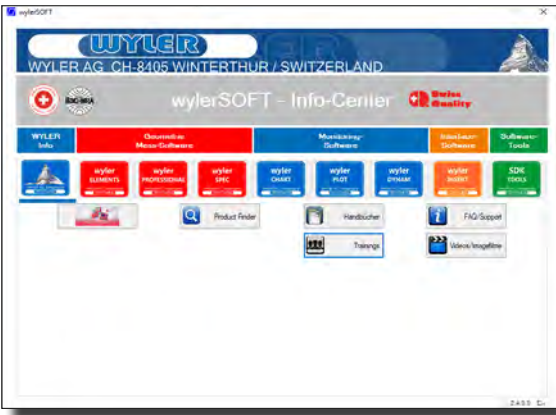 wylerSOFT
WYLER
WYLER AG CH-8405 WINTERTHUR / SWITZERLAND
wylerSOFT - Info-Center
Swiss
Quality
WYLER
Info
Geometrie
Mess-Software
Monitoring-
Software
Software
Software-
Tools
wyler
ELEMENTS
wyler
PROFESSIONAL
wyler
SPEC
wyler
CHART
wyler
PLOT
wyler
DYNAM
wyler
INSERT
SDK
TOOLS
Product Finder
Handbücher
FAQ/Support
Trainings
Videos/Imagefilme